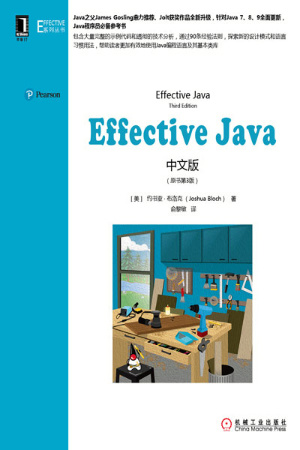 EFFECTIVE
系列丛书
华章IT
Java之父James Gosling鼎力推荐，Jolt获奖作品全新升级，针对Java 7、8、9全面更新，
Java程序员必备参考书
包含大量完整的示例代码和透彻的技术分析，通过90条经验法则，探索新的设计模式和语言
习惯用法，帮助读者更加有效地使用Java编程语言及其基本类库
Pearson
Effective Java
Third Edition
Effective Java
中文版
（原书第3版）
[美] 约书亚·布洛克（Joshua Bloch） 著
俞黎敏 译
机械工业出版社
China Machine Press